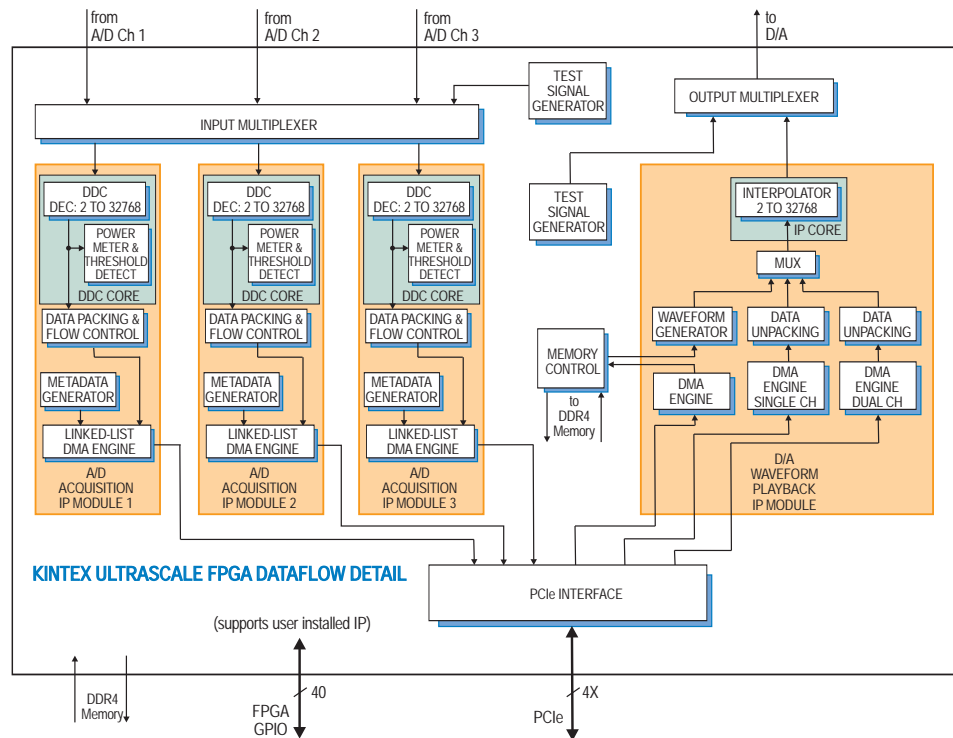 from
A/D Ch 1
from
A/D Ch 2
from
A/D Ch 3
to
D/A
TEST
SIGNAL
GENERATOR
OUTPUT MULTIPLEXER
INPUT MULTIPLEXER
DDC
DEC: 2 TO 32768
POWER
METER &
THRESHOLD
DETECT
DDC CORE
DATA PACKING &
FLOW CONTROL
METADATA
GENERATOR
LINKED-LIST
DMA ENGINE
A/D
ACQUISITION
IP MODULE 1
DDC
DEC: 2 TO 32768
POWER
METER &
THRESHOLD
DETECT
DDC CORE
DATA PACKING &
FLOW CONTROL
METADATA
GENERATOR
LINKED-LIST
DMA ENGINE
A/D
ACQUISITION
IP MODULE 2
DDC
DEC: 2 TO 32768
POWER
METER &
THRESHOLD
DETECT
DDC CORE
DATA PACKING &
FLOW CONTROL
METADATA
GENERATOR
LINKED-LIST
DMA ENGINE
A/D
ACQUISITION
IP MODULE 3
TEST
SIGNAL
GENERATOR
INTERPOLATOR
2 TO 32768
IP CORE
MUX
WAVEFORM
GENERATOR
DATA
UNPACKING
DATA
UNPACKING
MEMORY
CONTROL
to
DDR4
Memory
DMA
ENGINE
DMA
ENGINE
SINGLE CH
DMA
ENGINE
DUAL CH
D/A
WAVEFORM
PLAYBACK
IP MODULE
KINTEX ULTRASCALE FPGA DATAFLOW DETAIL
PCIe INTERFACE
(supports user installed IP)
DDR4
Memory
40
FPGA
GPIO
4X
PCIe